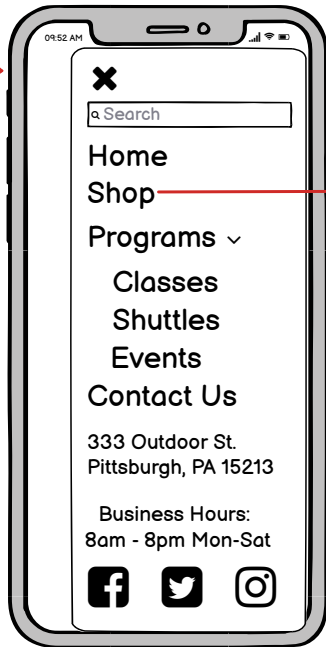 09:52 AM
Search
Home
Shop
Programs
Classes
Shuttles
Events
Contact Us
333 Outdoor St.
Pittsburgh, PA 15213
Business Hours:
8am - 8pm Mon-Sat